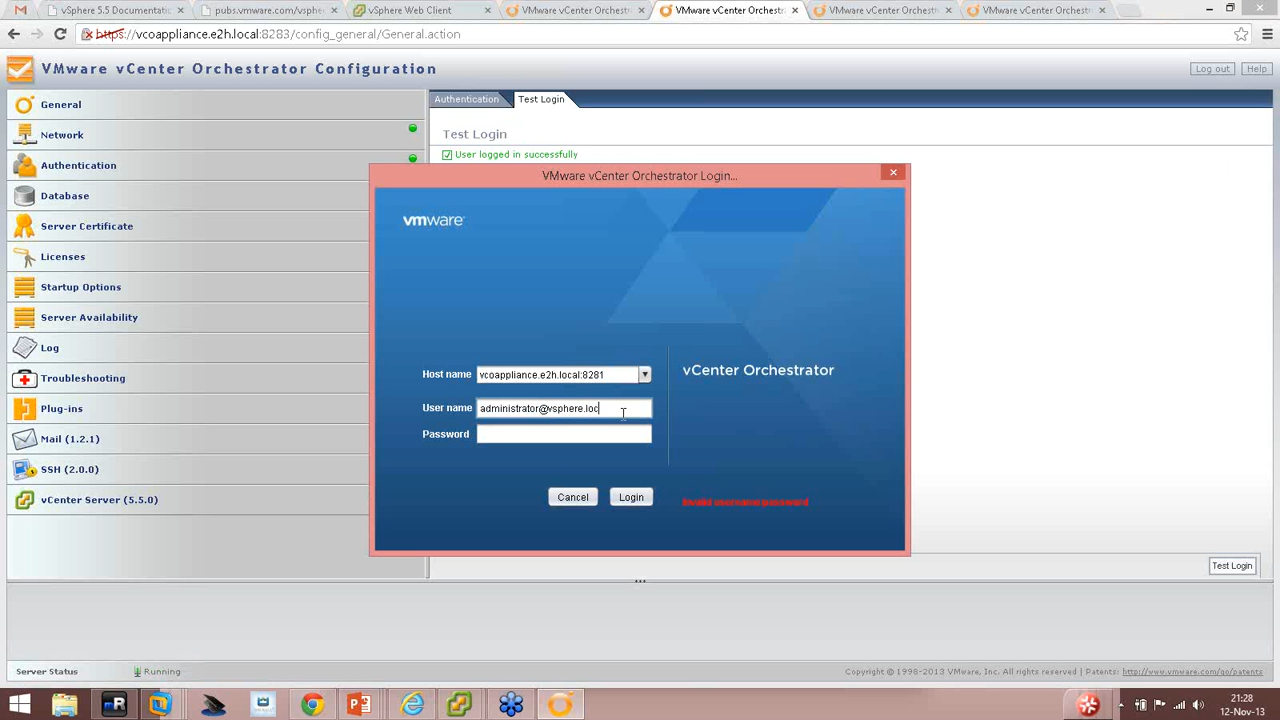 vSphere 5.5 Documentatio
pubs.vmware.com/vsphe
vSphere Web Client
VMware vCenter Orchestr
VMware vCenter Orchestr
VMware vCenter Orchestr
VMware vCenter Orchestr
https://vcoappliance.e2h.local:8283/config_general/General.action
VMware vCenter Orchestrator Configuration
Log out
Help
General
Network
Authentication
Database
Server Certificate
Licenses
Startup Options
Server Availability
Log
Troubleshooting
Plug-ins
Mail (1.2.1)
SSH (2.0.0)
vCenter Server (5.5.0)
Authentication
Test Login
Test Login
User logged in successfully
VMware vCenter Orchestrator Login...
vmware
Host name
vcoappliance.e2h.local:8281
User name
administrator@vsphere.loc
Password
Cancel
Login
vCenter Orchestrator
Invalid username/password
Test Login
Server Status
Running
Copyright © 1998-2013 VMware, Inc. All rights reserved | Patents: http://www.vmware.com/go/patents
21:28
12-Nov-13